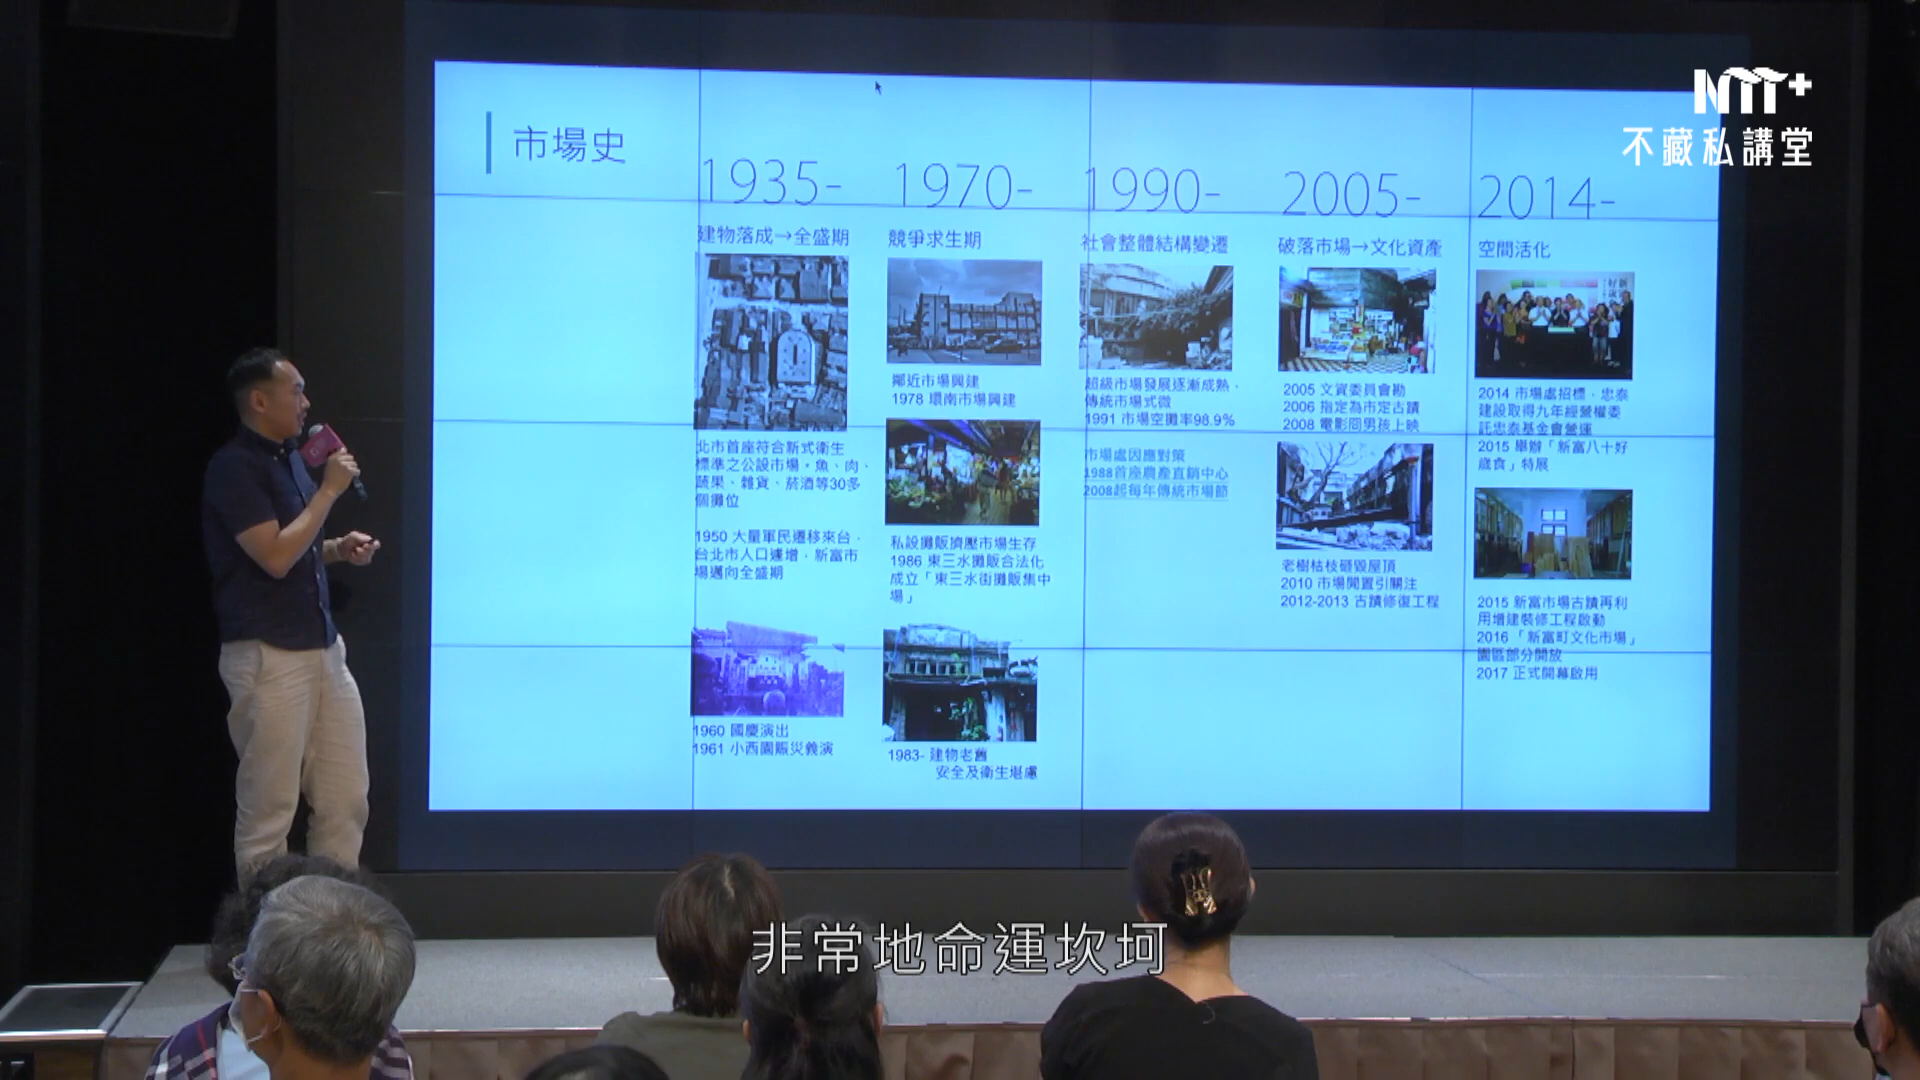 NTT+
不藏私講堂
市場史
1935-
建物落成→全盛期
北市首座符合新式衛生
標準之公設市場。魚、肉、
蔬果、雜貨、菸酒等30多
個攤位
1950 大量軍民遷移來台，
台北市人口遽增，新富市
場邁向全盛期
1960 國慶演出
1961 小西園賑災義演
1970-
競爭求生期
鄰近市場興建
1978 環南市場興建
私設攤販擠壓市場生存
1986 東三水攤販合法化
成立「東三水街攤販集中
場」
1983- 建物老舊
安全及衛生堪慮
1990-
社會整體結構變遷
超級市場發展逐漸成熟，
傳統市場式微
1991 市場空攤率98.9%
市場處因應對策
1988首座農產直銷中心
2008起每年傳統市場節
2005-
破落市場→文化資產
2005 文資委員會勘
2006 指定為市定古蹟
2008 電影囧男孩上映
老樹枯枝砸毀屋頂
2010 市場閒置引關注
2012-2013 古蹟修復工程
2014-
空間活化
2014 市場處招標，忠泰
建設取得九年經營權委
託忠泰基金會營運
2015 舉辦「新富八十好
歲食」特展
2015 新富市場古蹟再利
用增建裝修工程啟動
2016 「新富町文化市場」
園區部分開放
2017 正式開幕啟用
非常地命運坎坷